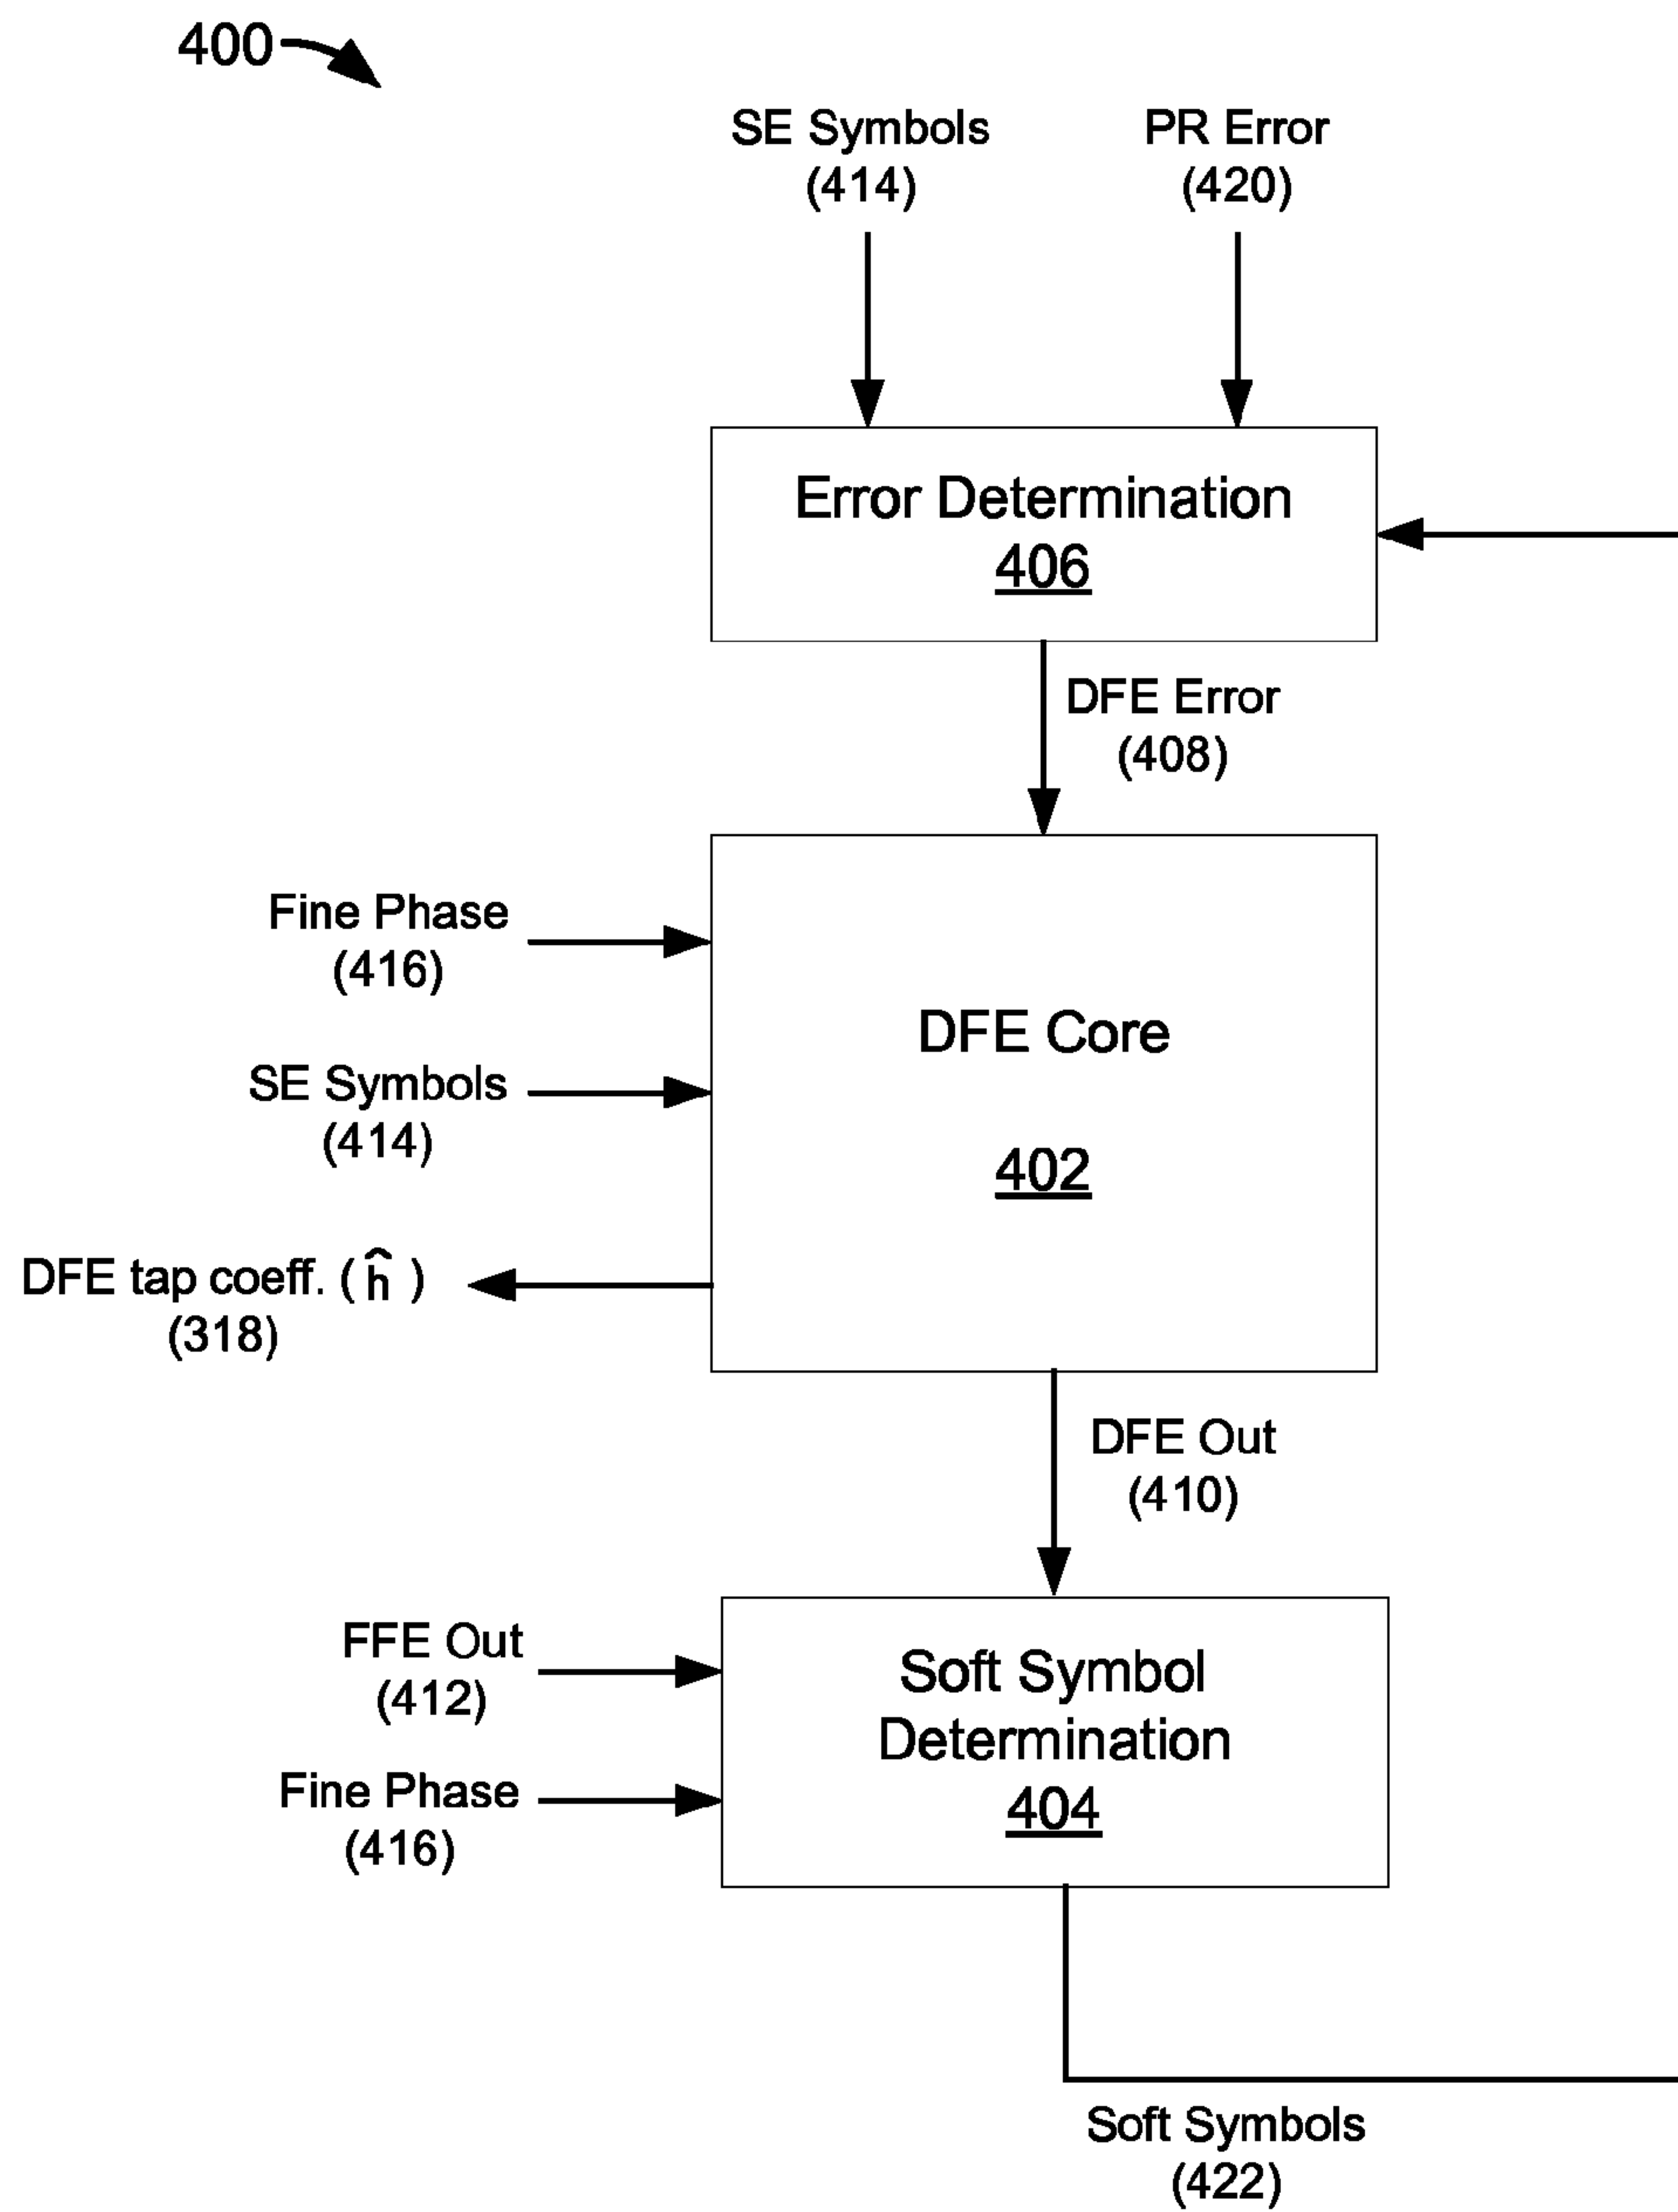 400
SE Symbols
(414)
PR Error
(420)
Error Determination
406
DFE Error
(408)
Fine Phase
(416)
SE Symbols
(414)
DFE Core
402
DFE tap coeff. ( ĥ )
(318)
DFE Out
(410)
FFE Out
(412)
Fine Phase
(416)
Soft Symbol
Determination
404
Soft Symbols
(422)